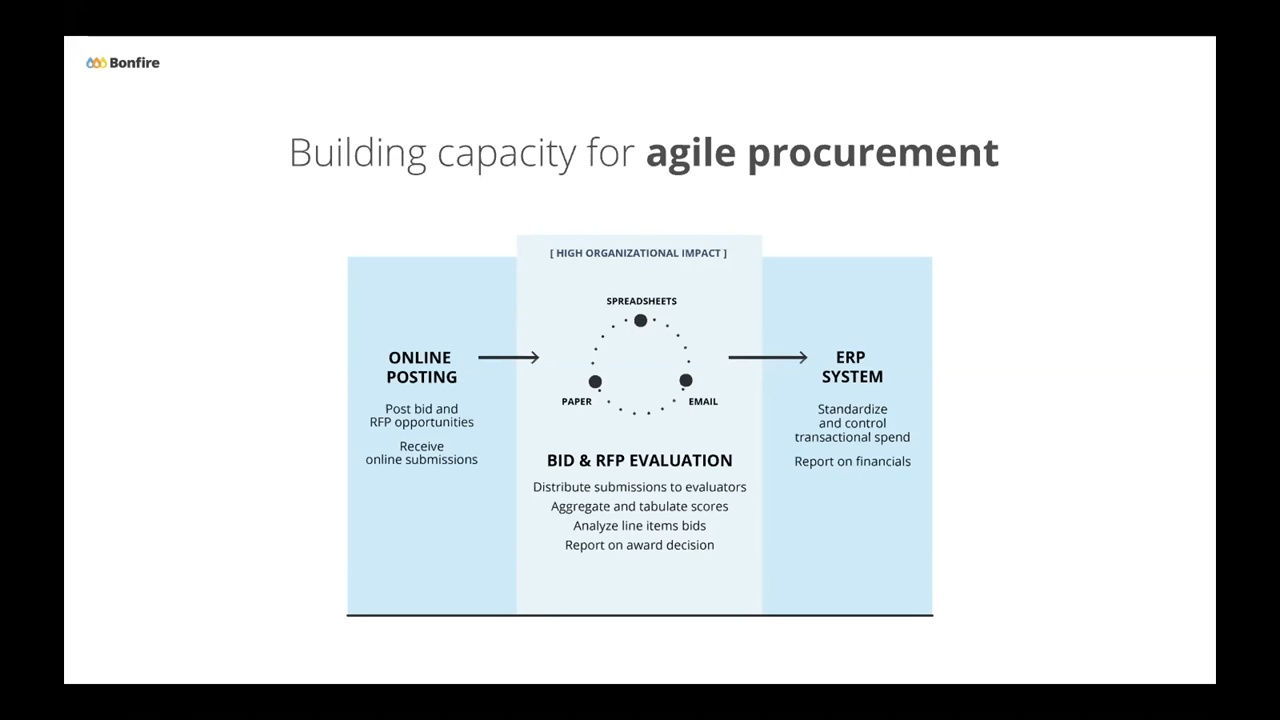 Bonfire
Building capacity for agile procurement
[ HIGH ORGANIZATIONAL IMPACT ]
ONLINE
POSTING
Post bid and
RFP opportunities
Receive
online submissions
SPREADSHEETS
PAPER
EMAIL
BID & RFP EVALUATION
Distribute submissions to evaluators
Aggregate and tabulate scores
Analyze line items bids
Report on award decision
ERP
SYSTEM
Standardize
and control
transactional spend
Report on financials